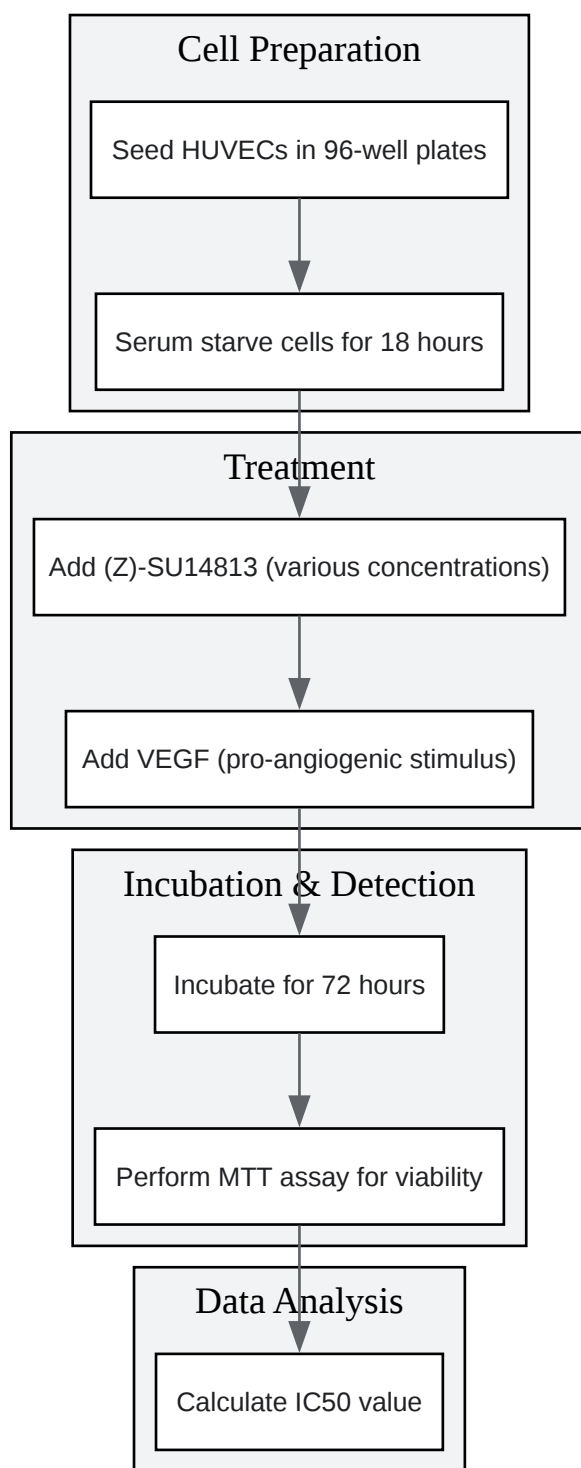 Cell Preparation
Seed HUVECs in 96-well plates
Serum starve cells for 18 hours
Treatment
Add (Z)-SU14813 (various concentrations)
Add VEGF (pro-angiogenic stimulus)
Incubation & Detection
Incubate for 72 hours
Perform MTT assay for viability
Data Analysis
Calculate IC50 value